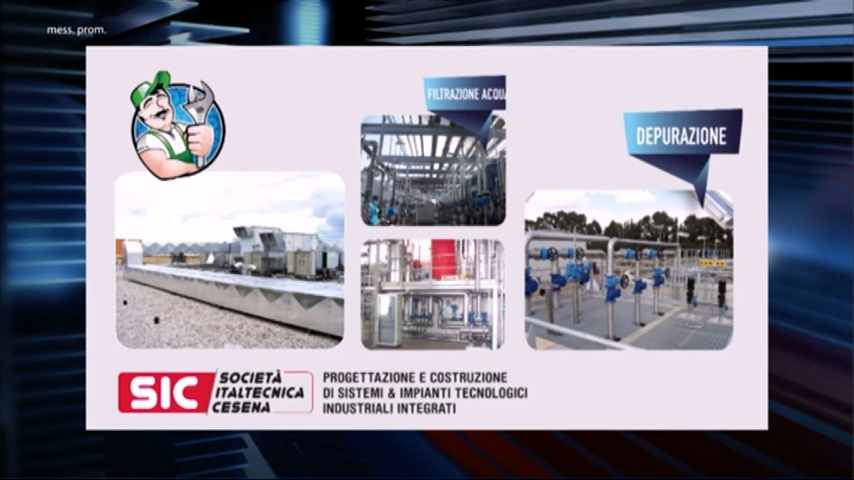 mess. prom.
FILTRAZIONE ACQUA
DEPURAZIONE
SIC
SOCIETÀ
ITALTECNICA
CESENA
PROGETTAZIONE E COSTRUZIONE
DI SISTEMI & IMPIANTI TECNOLOGICI
INDUSTRIALI INTEGRATI